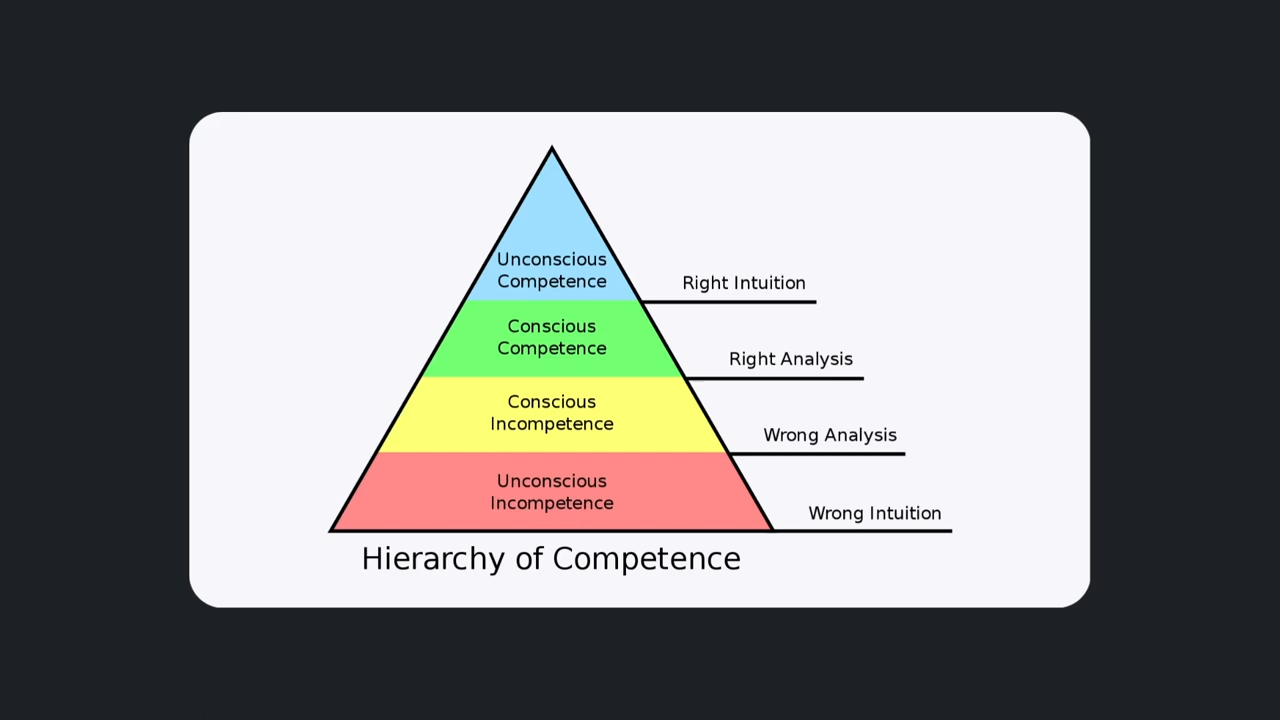 Unconscious
Competence
Right Intuition
Conscious
Competence
Right Analysis
Conscious
Incompetence
Wrong Analysis
Unconscious
Incompetence
Wrong Intuition
Hierarchy of Competence